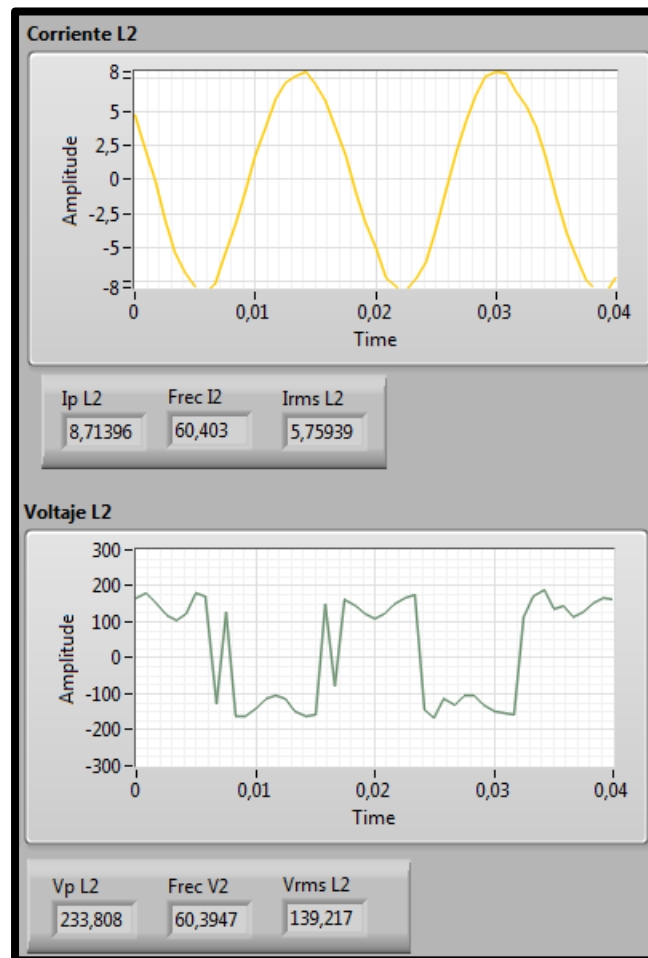 Corriente L2
8
5
2,5
0
-2,5
-5
-8
Amplitude
0 0,01 0,02 0,03 0,04
Time
Ip L2 Frec I2 Irms L2
8,71396 60,403 5,75939
Voltaje L2
300
200
100
0
-100
-200
-300
Amplitude
0 0,01 0,02 0,03 0,04
Time
Vp L2 Frec V2 Vrms L2
233,808 60,3947 139,217